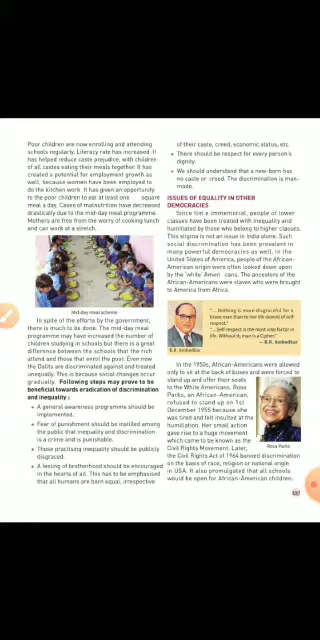 Poor children are now enrolling and attending
schools regularly. Literacy rate has increased. It
has helped reduce caste prejudice, with children
of all castes eating their meals together. It has
created a potential for employment growth as
well, because women have been employed to
do the kitchen work. It has given an opportunity
to the poor children to eat at least one square
meal a day. Cases of malnutrition have decreased
drastically due to the mid-day meal programme.
Mothers are free from the worry of cooking lunch
and can work at a stretch.
Mid-day meal scheme
In spite of the efforts by the government,
there is much to be done. The mid-day meal
programme may have increased the number of
children studying in schools but there is a great
difference between the schools that the rich
attend and those that enrol the poor. Even now
the Dalits are discriminated against and treated
unequally. This is because social changes occur
gradually. Following steps may prove to be
beneficial towards eradication of discrimination
and inequality :
• A general awareness programme should be
implemented.
• Fear of punishment should be instilled among
the public that inequality and discrimination
is a crime and is punishable.
• Those practising inequality should be publicly
disgraced.
• A feeling of brotherhood should be encouraged
in the hearts of all. This has to be emphasised
that all humans are born equal, irrespective
of their caste, creed, economic status, etc.
• There should be respect for every person's
dignity.
• We should understand that a new-born has
no caste or creed. The discrimination is man-
made.
ISSUES OF EQUALITY IN OTHER
DEMOCRACIES
Since time immemorial, people of lower
classes have been treated with inequality and
humiliated by those who belong to higher classes.
This stigma is not an issue in India alone. Such
social discrimination has been prevalent in
many powerful democracies as well. In the
United States of America, people of the African-
American origin were often looked down upon
by the 'white' Americans. The ancestors of the
African-Americans were slaves who were brought
to America from Africa.
"... Nothing is more disgraceful for a
brave man than to live life devoid of self-
respect."
"...Self-respect is the most vital factor in
life. Without it, man is a Cipher."
— B.R. Ambedkar
B.R. Ambedkar
In the 1950s, African-Americans were allowed
only to sit at the back of buses and were forced to
stand up and offer their seats
to the White Americans. Rosa
Parks, an African-American,
refused to stand up on 1st
December 1955 because she
was tired and felt insulted at the
humiliation. Her small action
gave rise to a huge movement
which came to be known as the
Civil Rights Movement. Later,
Rosa Parks
the Civil Rights Act of 1964 banned discrimination
on the basis of race, religion or national origin
in USA. It also promulgated that all schools
would be open for African-American children.